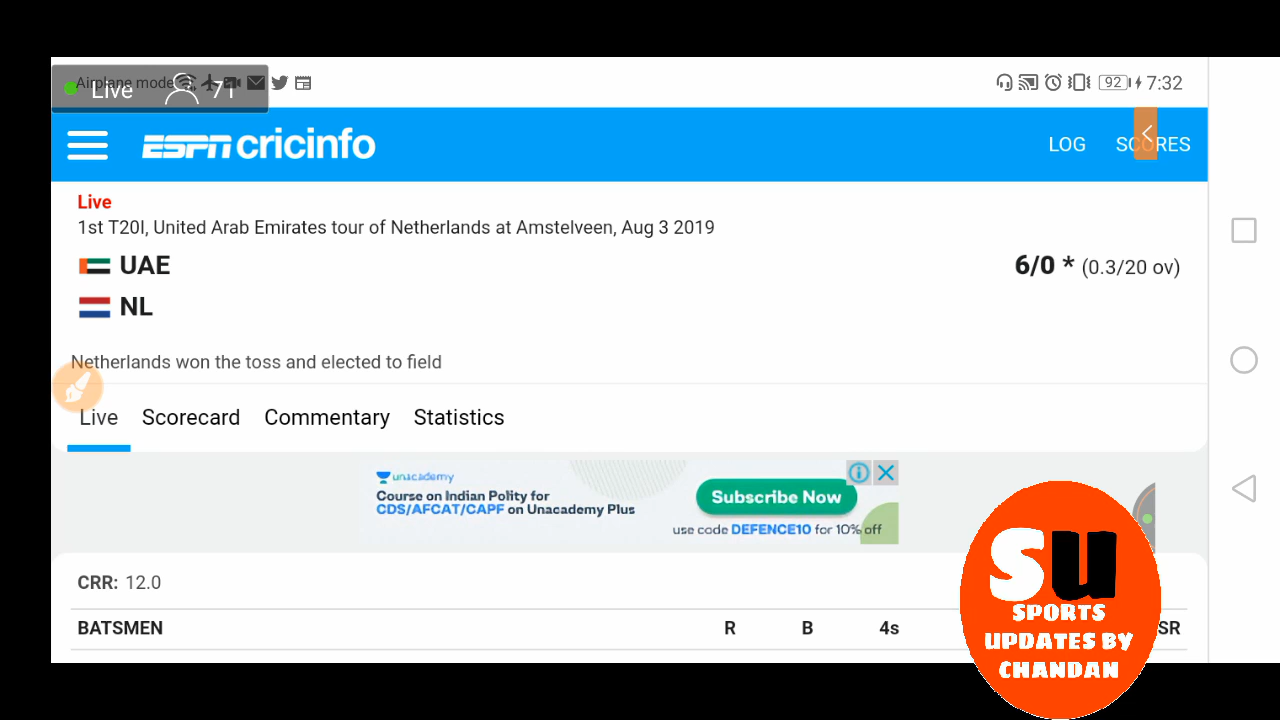 Airplane mode
Live 71
92 7:32
ESPN cricinfo
LOG SCORES
Live
1st T20I, United Arab Emirates tour of Netherlands at Amstelveen, Aug 3 2019
UAE 6/0 * (0.3/20 ov)
NL
Netherlands won the toss and elected to field
Live Scorecard Commentary Statistics
unacademy
Course on Indian Polity for
CDS/AFCAT/CAPF on Unacademy Plus
Subscribe Now
use code DEFENCE10 for 10% off
CRR: 12.0
BATSMEN R B 4s SR
Su
SPORTS
UPDATES BY
CHANDAN